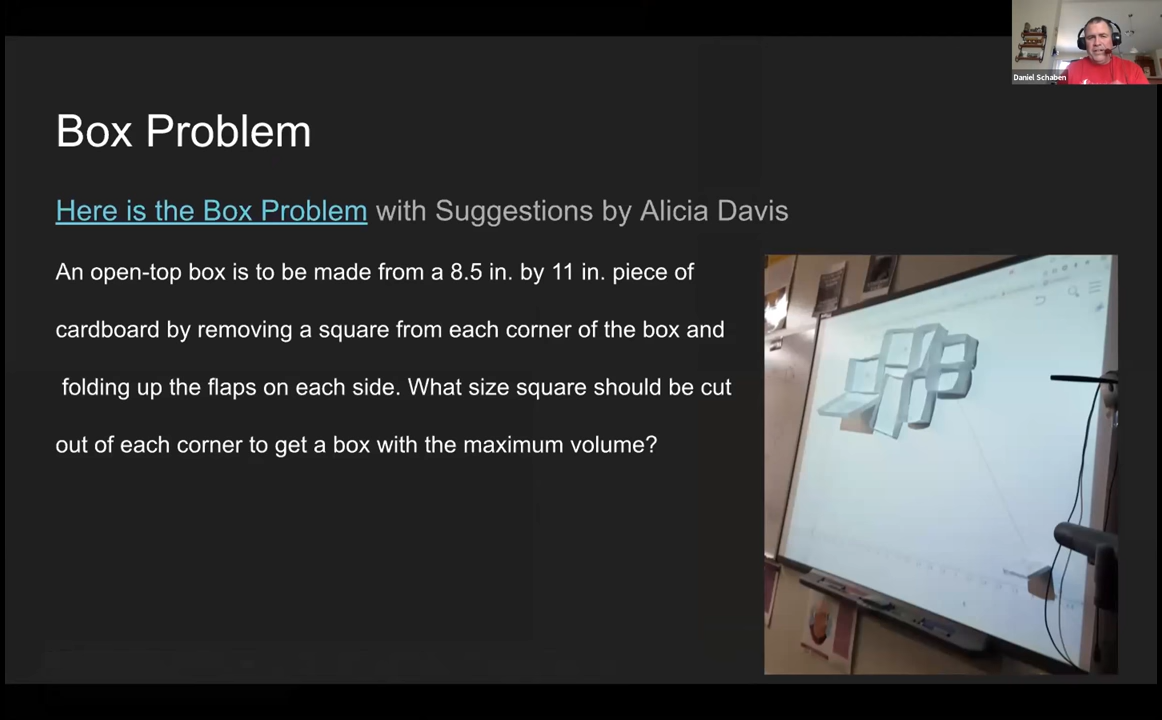 Daniel Schaben
Box Problem
Here is the Box Problem with Suggestions by Alicia Davis
An open-top box is to be made from a 8.5 in. by 11 in. piece of
cardboard by removing a square from each corner of the box and
folding up the flaps on each side. What size square should be cut
out of each corner to get a box with the maximum volume?